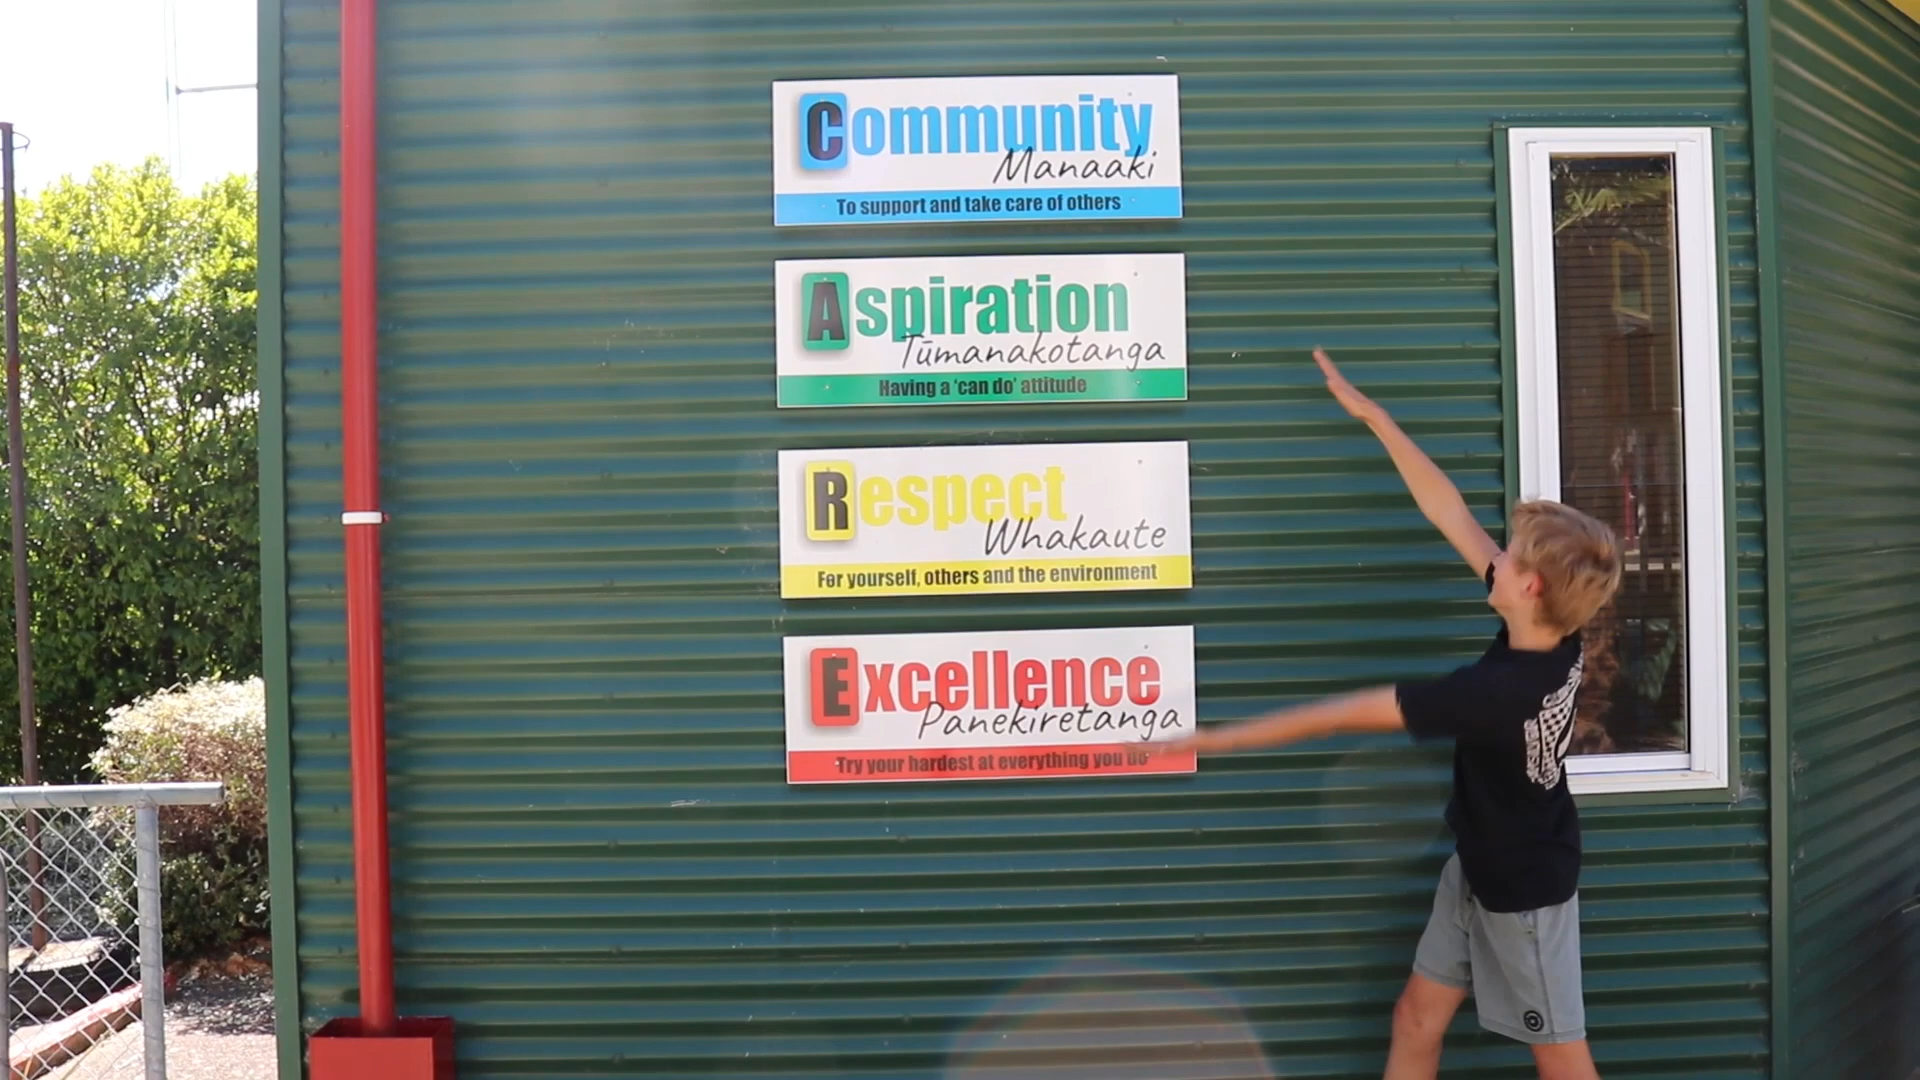 Community
Manaaki
To support and take care of others
Aspiration
Tūmanakotanga
Having a 'can do' attitude
Respect
Whakaute
For yourself, others and the environment
Excellence
Panekiretanga
Try your hardest at everything you do